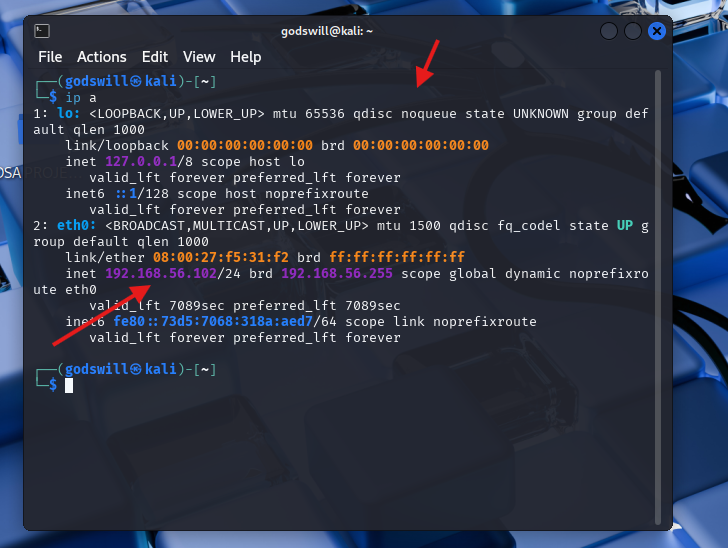 godswill@kali: ~
File Actions Edit View Help
┌──(godswill㉿kali)-[~]
└─$ ip a
1: lo: <LOOPBACK,UP,LOWER_UP> mtu 65536 qdisc noqueue state UNKNOWN group def
ault qlen 1000
    link/loopback 00:00:00:00:00:00 brd 00:00:00:00:00:00
    inet 127.0.0.1/8 scope host lo
       valid_lft forever preferred_lft forever
    inet6 ::1/128 scope host noprefixroute
       valid_lft forever preferred_lft forever
2: eth0: <BROADCAST,MULTICAST,UP,LOWER_UP> mtu 1500 qdisc fq_codel state UP g
roup default qlen 1000
    link/ether 08:00:27:f5:31:f2 brd ff:ff:ff:ff:ff:ff
    inet 192.168.56.102/24 brd 192.168.56.255 scope global dynamic noprefixro
ute eth0
       valid_lft 7089sec preferred_lft 7089sec
    inet6 fe80::73d5:7068:318a:aed7/64 scope link noprefixroute
       valid_lft forever preferred_lft forever
┌──(godswill㉿kali)-[~]
└─$